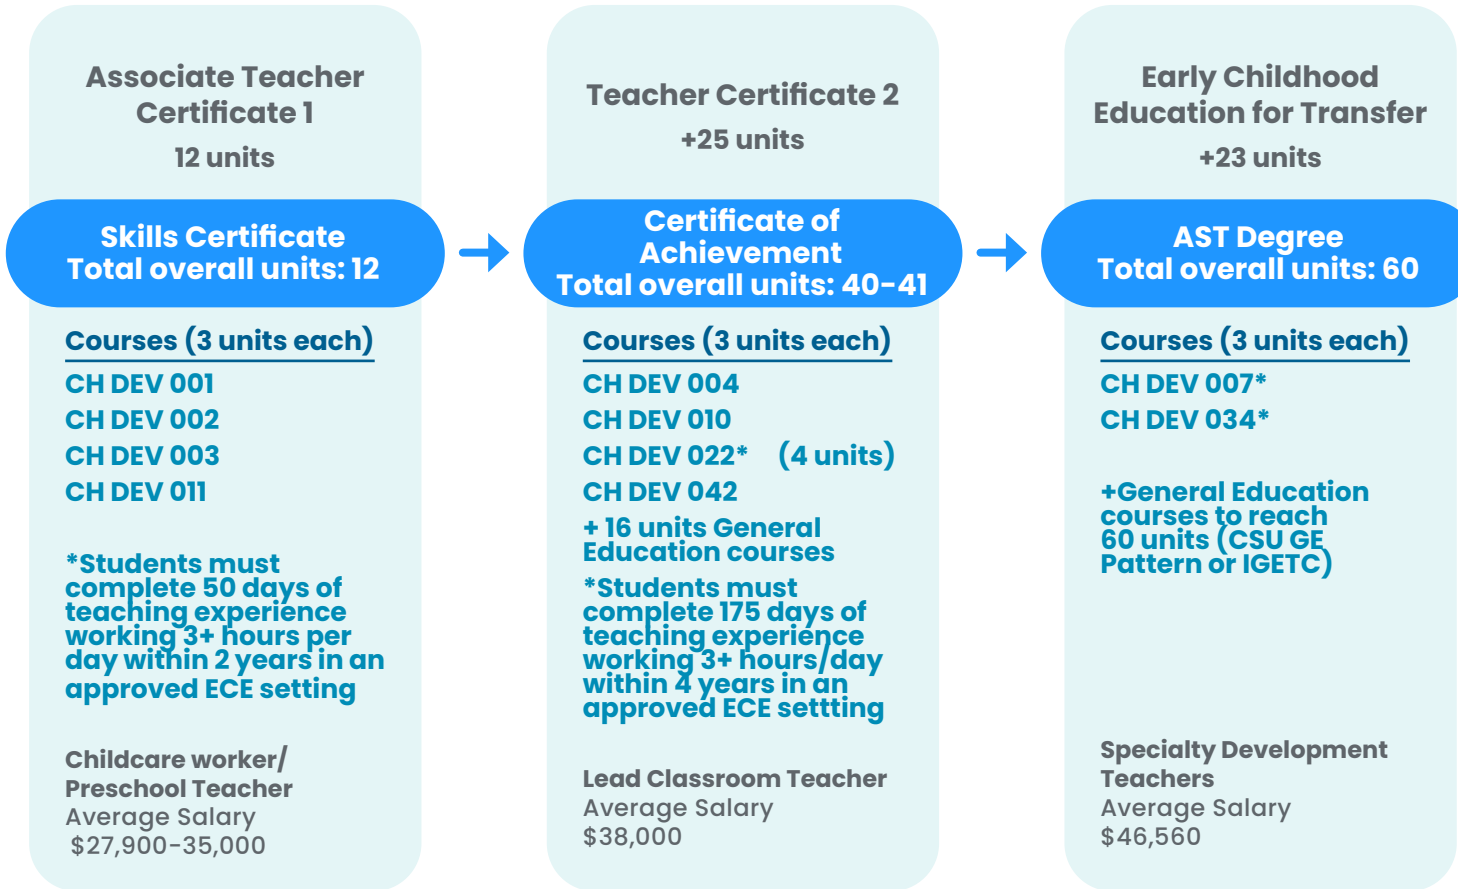 Associate Teacher
Certificate 1
12 units
Skills Certificate
Total overall units: 12
Courses (3 units each)
CH DEV 001
CH DEV 002
CH DEV 003
CH DEV 011
*Students must
complete 50 days of
teaching experience
working 3+ hours per
day within 2 years in an
approved ECE setting
Childcare worker/
Preschool Teacher
Average Salary
$27,900-35,000
Teacher Certificate 2
+25 units
Certificate of
Achievement
Total overall units: 40-41
Courses (3 units each)
CH DEV 004
CH DEV 010
CH DEV 022* (4 units)
CH DEV 042
+ 16 units General
Education courses
*Students must
complete 175 days of
teaching experience
working 3+ hours/day
within 4 years in an
approved ECE settting
Lead Classroom Teacher
Average Salary
$38,000
Early Childhood
Education for Transfer
+23 units
AST Degree
Total overall units: 60
Courses (3 units each)
CH DEV 007*
CH DEV 034*
+General Education
courses to reach
60 units (CSU GE
Pattern or IGETC)
Specialty Development
Teachers
Average Salary
$46,560